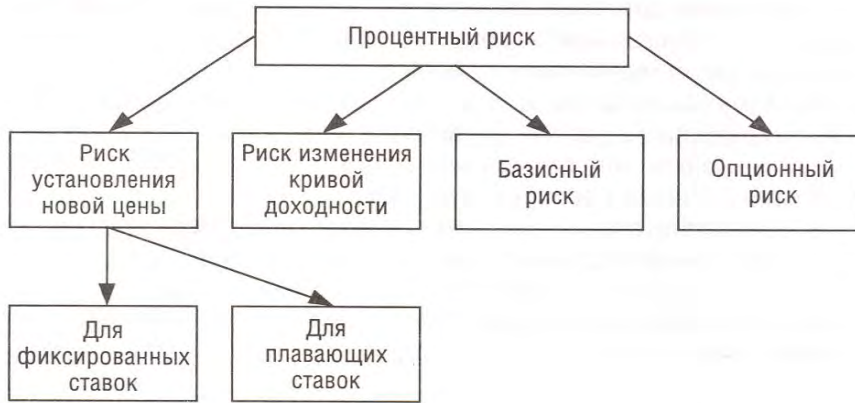 Процентный риск
Риск
установления
новой цены
Риск изменения
кривой
доходности
Базисный
риск
Опционный
риск
Для
фиксированных
ставок
Для
плавающих
ставок